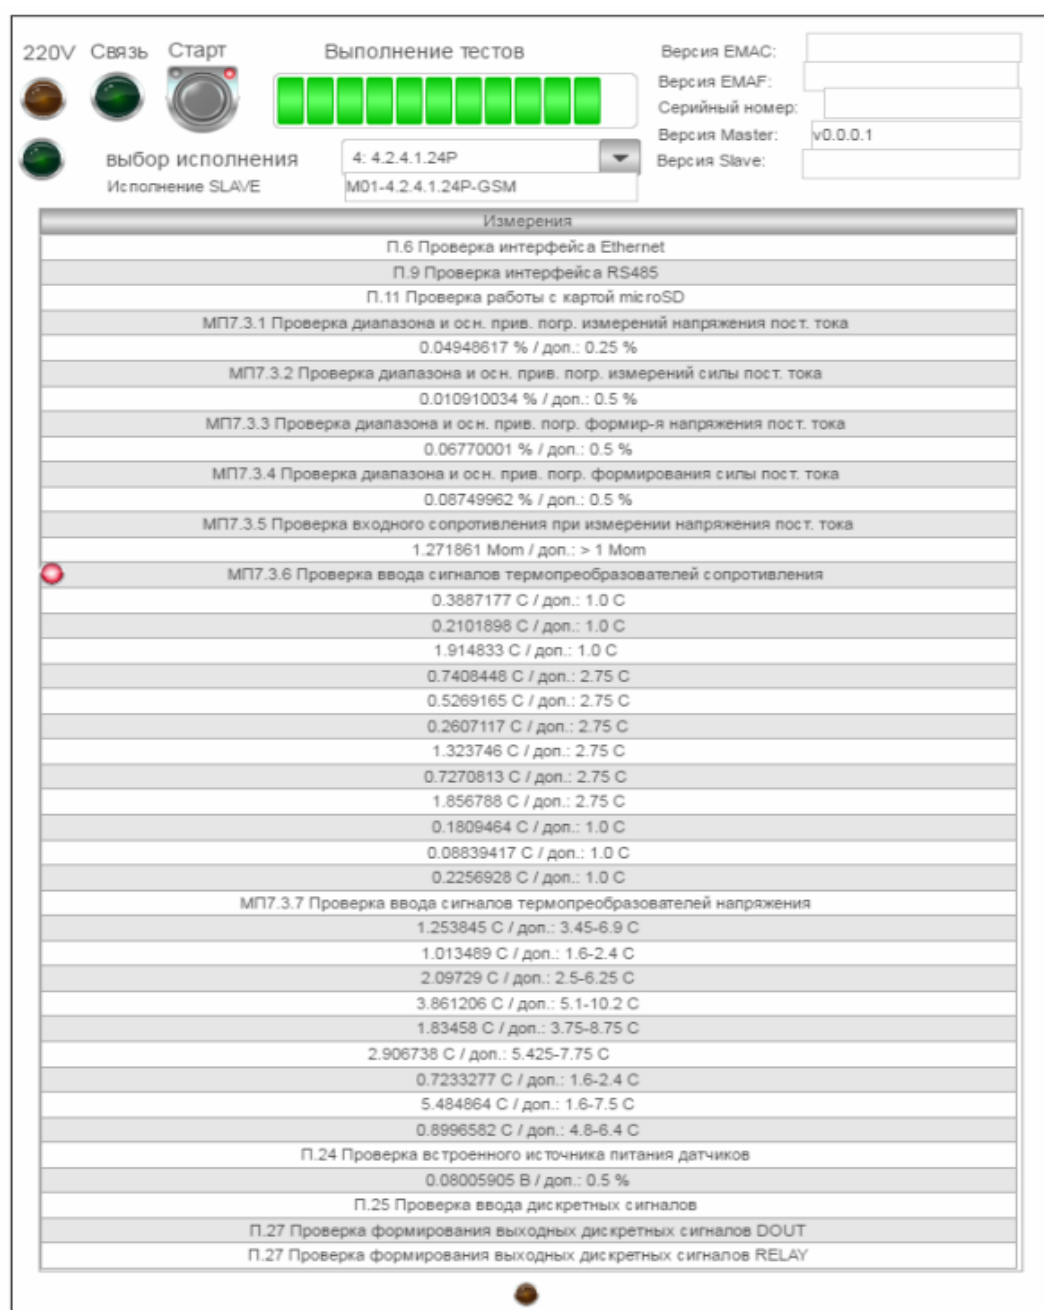 220V Связь Старт Выполнение тестов Версия EMAC:
Версия EMAF:
Серийный номер:
Версия Master: v0.0.0.1
выбор исполнения 4: 4.2.4.1.24P Версия Slave:
Исполнение SLAVE M01-4.2.4.1.24P-GSM
Измерения
П.6 Проверка интерфейса Ethernet
П.9 Проверка интерфейса RS485
П.11 Проверка работы с картой microSD
МП7.3.1 Проверка диапазона и осн. прив. погр. измерений напряжения пост. тока
0.04948617 % / доп.: 0.25 %
МП7.3.2 Проверка диапазона и осн. прив. погр. измерений силы пост. тока
0.010910034 % / доп.: 0.5 %
МП7.3.3 Проверка диапазона и осн. прив. погр. формир-я напряжения пост. тока
0.06770001 % / доп.: 0.5 %
МП7.3.4 Проверка диапазона и осн. прив. погр. формирования силы пост. тока
0.08749962 % / доп.: 0.5 %
МП7.3.5 Проверка входного сопротивления при измерении напряжения пост. тока
1.271861 Mom / доп.: > 1 Mom
МП7.3.6 Проверка ввода сигналов термопреобразователей сопротивления
0.3887177 C / доп.: 1.0 C
0.2101898 C / доп.: 1.0 C
1.914833 C / доп.: 1.0 C
0.7408448 C / доп.: 2.75 C
0.5269165 C / доп.: 2.75 C
0.2607117 C / доп.: 2.75 C
1.323746 C / доп.: 2.75 C
0.7270813 C / доп.: 2.75 C
1.856788 C / доп.: 2.75 C
0.1809464 C / доп.: 1.0 C
0.08839417 C / доп.: 1.0 C
0.2256928 C / доп.: 1.0 C
МП7.3.7 Проверка ввода сигналов термопреобразователей напряжения
1.253845 C / доп.: 3.45-6.9 C
1.013489 C / доп.: 1.6-2.4 C
2.09729 C / доп.: 2.5-6.25 C
3.861206 C / доп.: 5.1-10.2 C
1.83458 C / доп.: 3.75-8.75 C
2.906738 C / доп.: 5.425-7.75 C
0.7233277 C / доп.: 1.6-2.4 C
5.484864 C / доп.: 1.6-7.5 C
0.8996582 C / доп.: 4.8-6.4 C
П.24 Проверка встроенного источника питания датчиков
0.08005905 В / доп.: 0.5 %
П.25 Проверка ввода дискретных сигналов
П.27 Проверка формирования выходных дискретных сигналов DOUT
П.27 Проверка формирования выходных дискретных сигналов RELAY